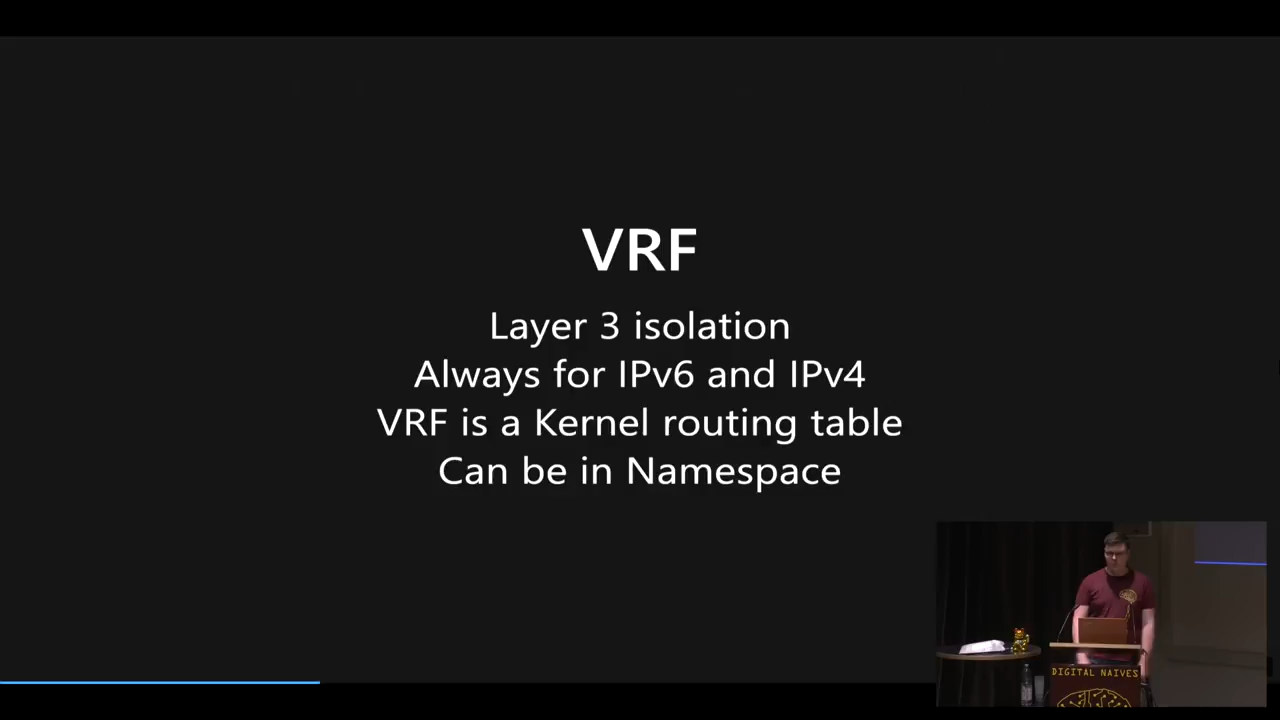 VRF
Layer 3 isolation
Always for IPv6 and IPv4
VRF is a Kernel routing table
Can be in Namespace
DIGITAL NAIVES